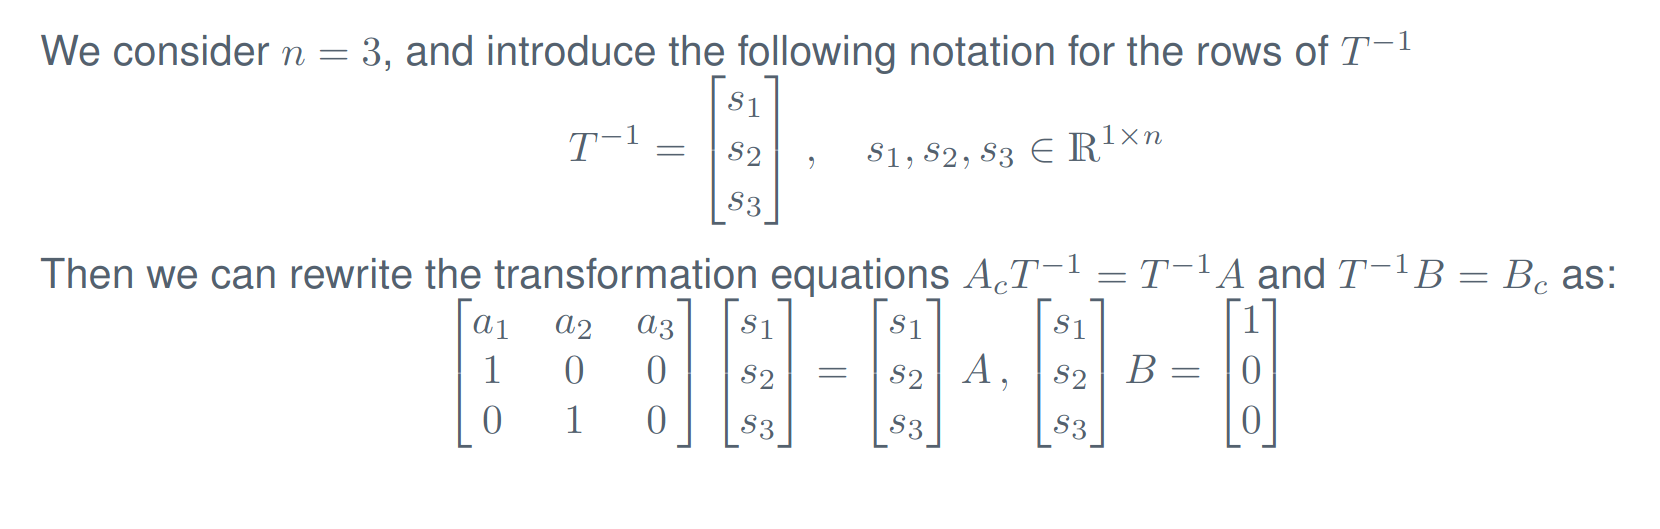 We consider $n = 3$, and introduce the following notation for the rows of $T^{-1}$
$T^{-1} = \begin{bmatrix} s_1 \\ s_2 \\ s_3 \end{bmatrix}, \quad s_1, s_2, s_3 \in \mathbb{R}^{1 \times n}$
Then we can rewrite the transformation equations $A_c T^{-1} = T^{-1} A$ and $T^{-1} B = B_c$ as:
$\begin{bmatrix} a_1 & a_2 & a_3 \\ 1 & 0 & 0 \\ 0 & 1 & 0 \end{bmatrix} \begin{bmatrix} s_1 \\ s_2 \\ s_3 \end{bmatrix} = \begin{bmatrix} s_1 \\ s_2 \\ s_3 \end{bmatrix} A, \begin{bmatrix} s_1 \\ s_2 \\ s_3 \end{bmatrix} B = \begin{bmatrix} 1 \\ 0 \\ 0 \end{bmatrix}$